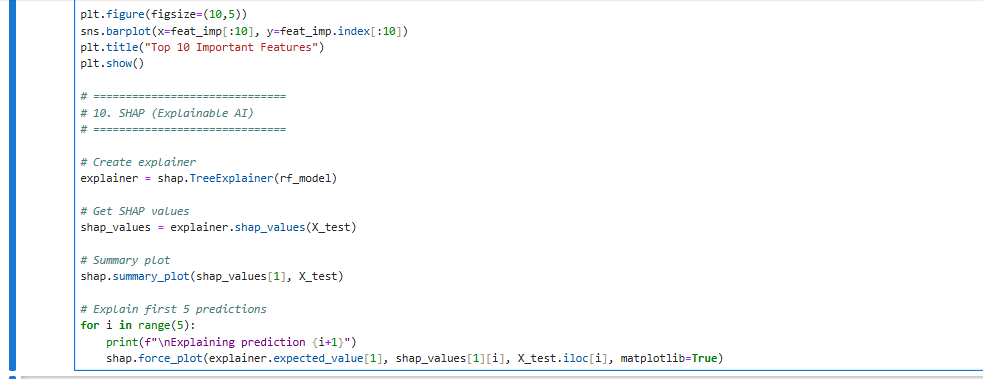 plt.figure(figsize=(10,5))
sns.barplot(x=feat_imp[:10], y=feat_imp.index[:10])
plt.title("Top 10 Important Features")
plt.show()
# ==============================
# 10. SHAP (Explainable AI)
# ==============================
# Create explainer
explainer = shap.TreeExplainer(rf_model)
# Get SHAP values
shap_values = explainer.shap_values(X_test)
# Summary plot
shap.summary_plot(shap_values[1], X_test)
# Explain first 5 predictions
for i in range(5):
    print(f"\nExplaining prediction {i+1}")
    shap.force_plot(explainer.expected_value[1], shap_values[1][i], X_test.iloc[i], matplotlib=True)